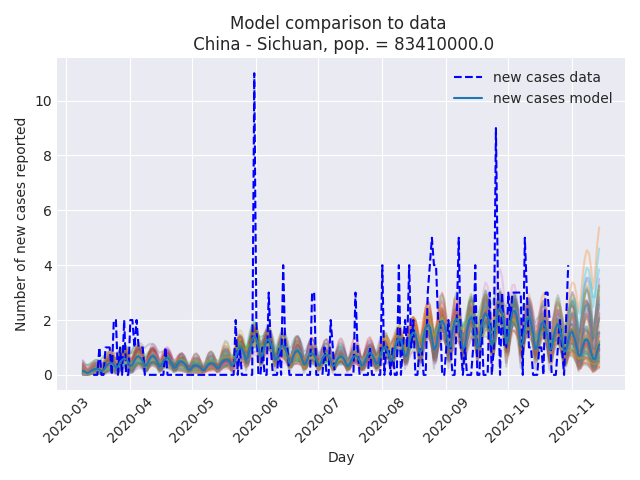 Model comparison to data
China - Sichuan, pop. = 83410000.0
new cases data
new cases model
Number of new cases reported
10
8
6
4
2
0
2020-03
2020-04
2020-05
2020-06
2020-07
2020-08
2020-09
2020-10
2020-11
Day